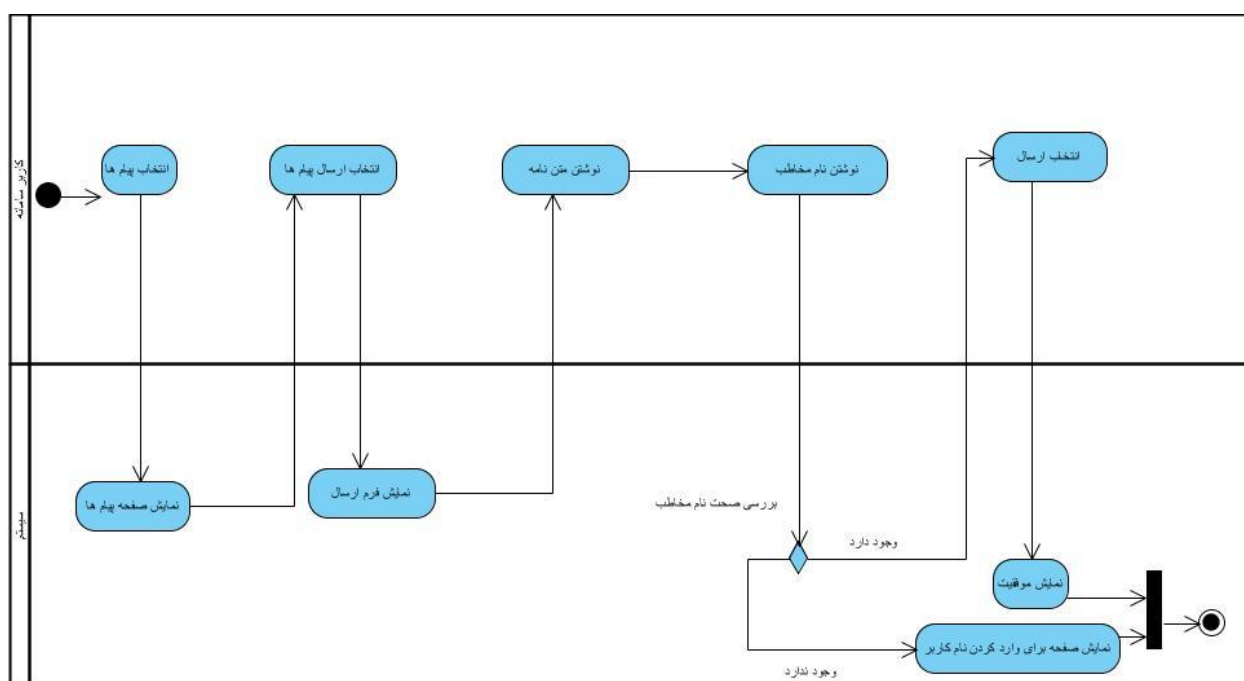 کاربر سامانه
انتخاب پیام ها
انتخاب ارسال پیام ها
نوشتن متن نامه
نوشتن نام مخاطب
انتخاب ارسال
سیستم
نمایش صفحه پیام ها
نمایش فرم ارسال
بررسی صحت نام مخاطب
وجود دارد
نمایش موفقیت
نمایش صفحه برای وارد کردن نام کاربر
وجود ندارد